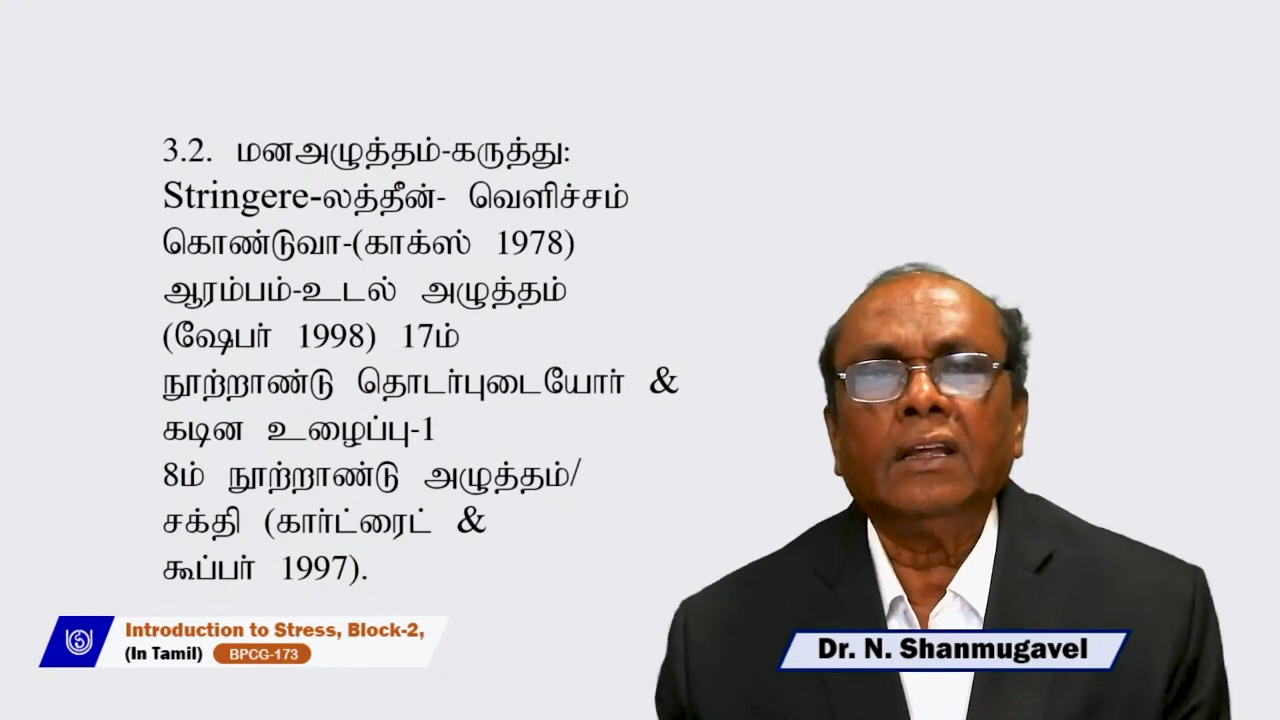 3.2. மனஅழுத்தம்-கருத்து:
Stringere-லத்தீன்- வெளிச்சம்
கொண்டுவா-(காக்ஸ் 1978)
ஆரம்பம்-உடல் அழுத்தம்
(ஷேபர் 1998) 17ம்
நூற்றாண்டு தொடர்புடையோர் &
கடின உழைப்பு-1
8ம் நூற்றாண்டு அழுத்தம்/
சக்தி (கார்ட்ரைட் &
கூப்பர் 1997).
Introduction to Stress, Block-2,
(In Tamil) BPCG-173
Dr. N. Shanmugavel